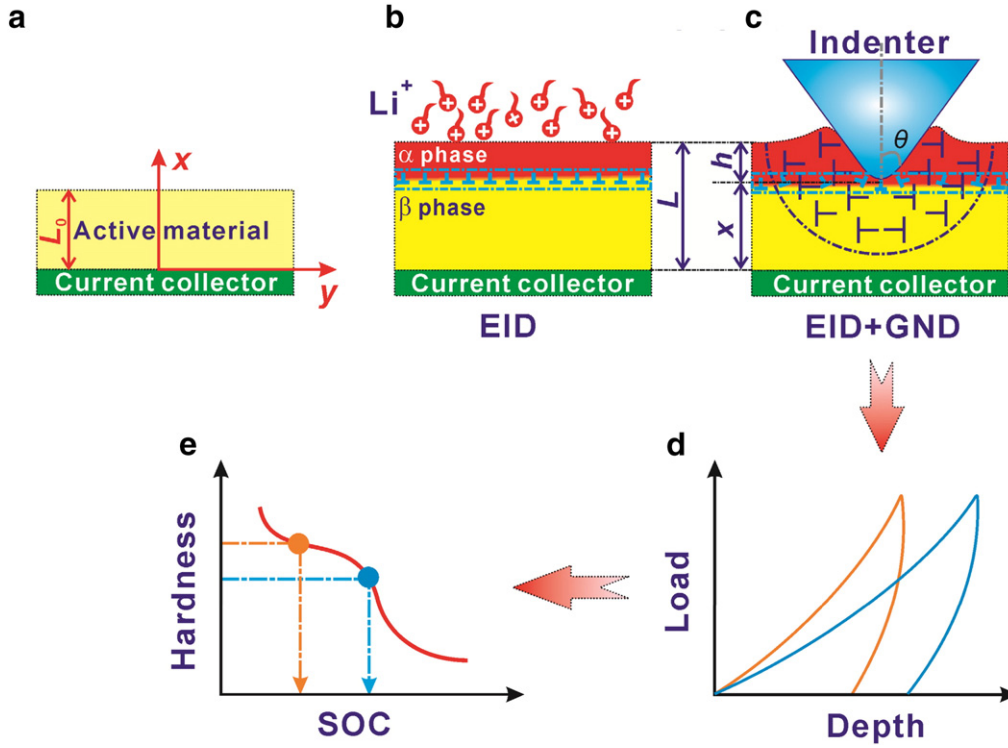 a
x
L₀
Active material
Current collector
y
b
Li⁺
α phase
β phase
Current collector
EID
L
c
Indenter
θ
h
x
Current collector
EID+GND
d
Load
Depth
e
Hardness
SOC